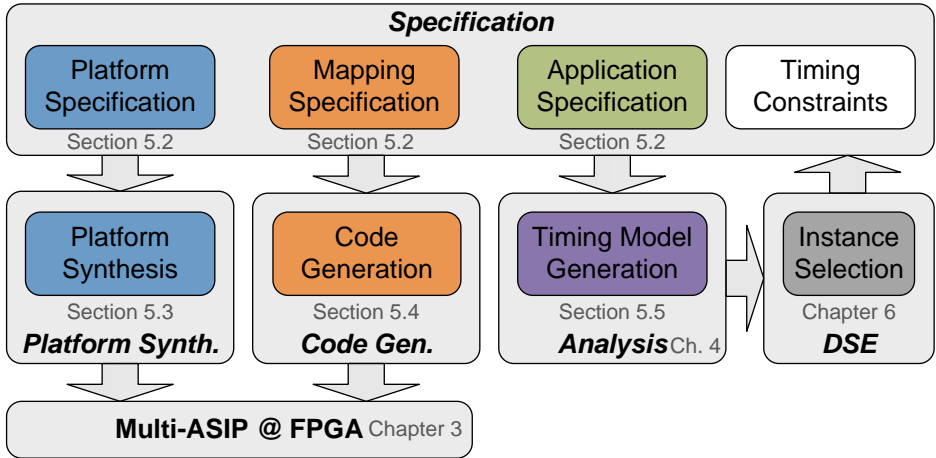 Specification
Platform
Specification
Section 5.2
Mapping
Specification
Section 5.2
Application
Specification
Section 5.2
Timing
Constraints
Platform
Synthesis
Section 5.3
Platform Synth.
Code
Generation
Section 5.4
Code Gen.
Timing Model
Generation
Section 5.5
Analysis Ch. 4
Instance
Selection
Chapter 6
DSE
Multi-ASIP @ FPGA Chapter 3